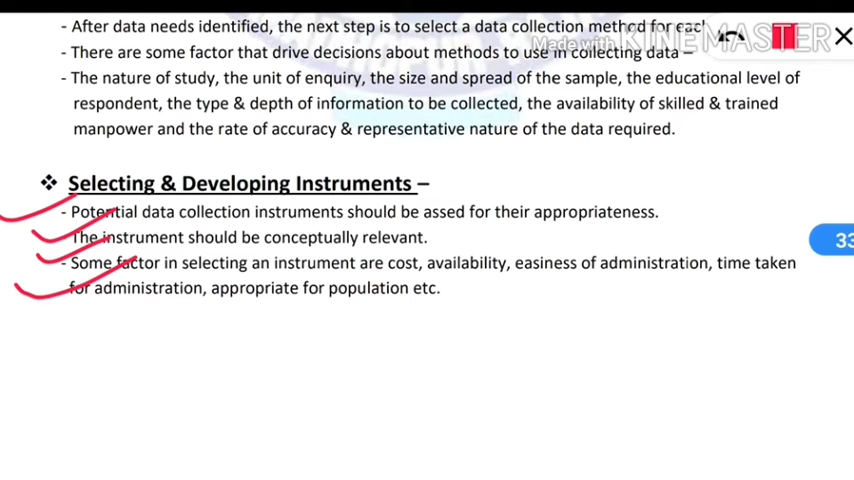 - After data needs identified, the next step is to select a data collection method for each
Made with KINEMASTER
- There are some factor that drive decisions about methods to use in collecting data –
- The nature of study, the unit of enquiry, the size and spread of the sample, the educational level of
respondent, the type & depth of information to be collected, the availability of skilled & trained
manpower and the rate of accuracy & representative nature of the data required.
❖ Selecting & Developing Instruments –
- Potential data collection instruments should be assed for their appropriateness.
- The instrument should be conceptually relevant.
33
- Some factor in selecting an instrument are cost, availability, easiness of administration, time taken
for administration, appropriate for population etc.